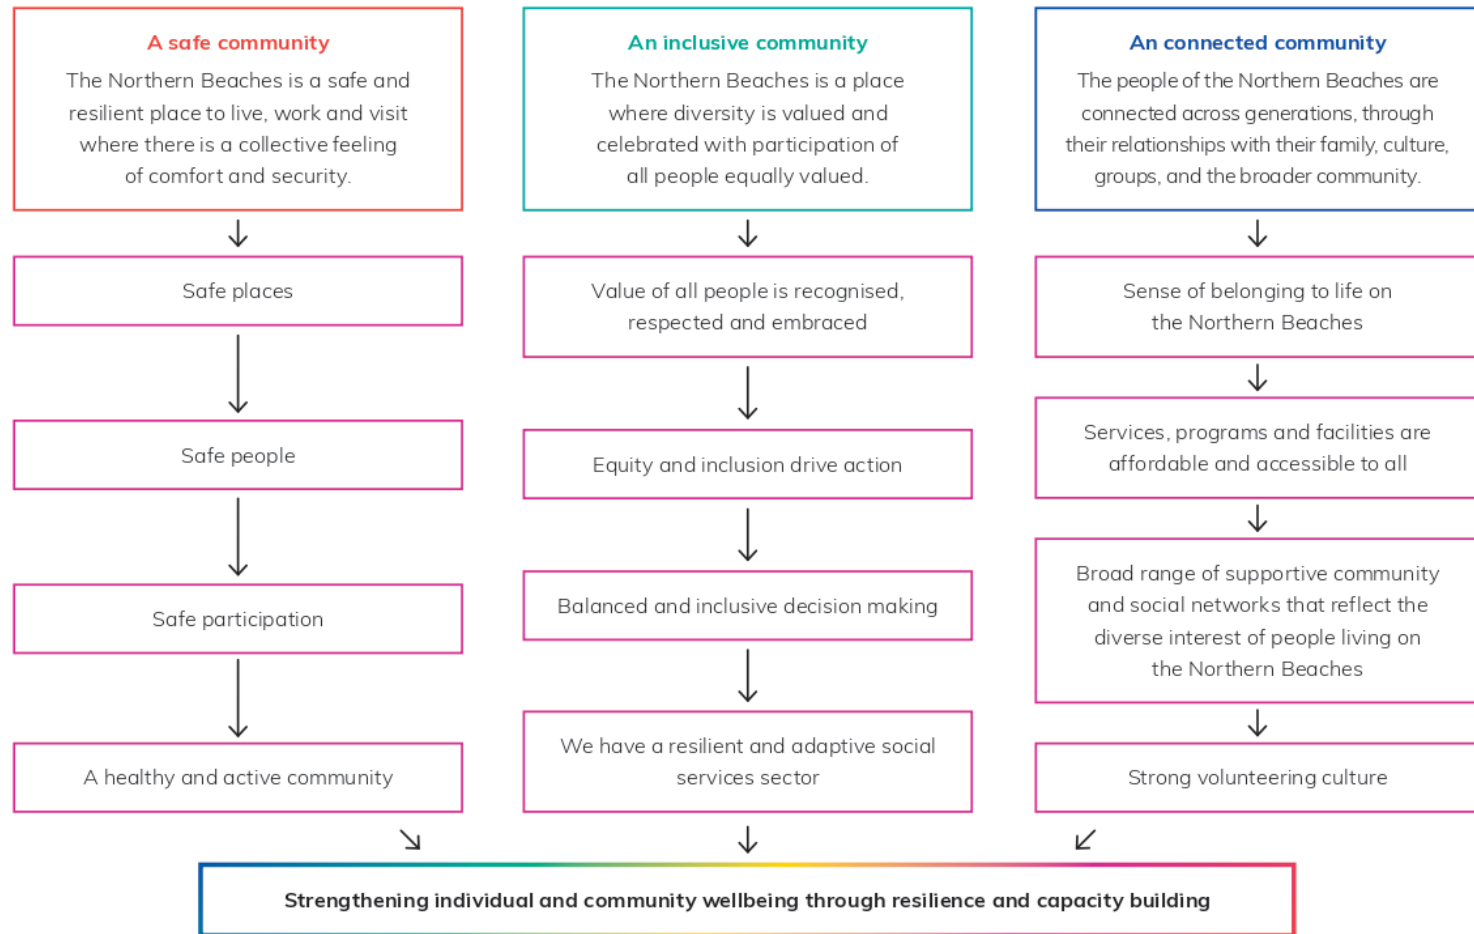 A safe community
The Northern Beaches is a safe and
resilient place to live, work and visit
where there is a collective feeling
of comfort and security.
Safe places
Safe people
Safe participation
A healthy and active community
An inclusive community
The Northern Beaches is a place
where diversity is valued and
celebrated with participation of
all people equally valued.
Value of all people is recognised,
respected and embraced
Equity and inclusion drive action
Balanced and inclusive decision making
We have a resilient and adaptive social
services sector
An connected community
The people of the Northern Beaches are
connected across generations, through
their relationships with their family, culture,
groups, and the broader community.
Sense of belonging to life on
the Northern Beaches
Services, programs and facilities are
affordable and accessible to all
Broad range of supportive community
and social networks that reflect the
diverse interest of people living on
the Northern Beaches
Strong volunteering culture
Strengthening individual and community wellbeing through resilience and capacity building